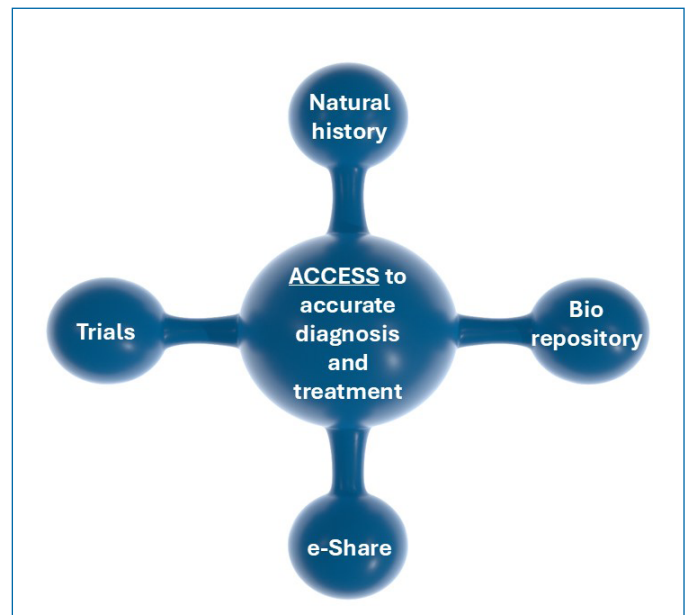 Natural
history
ACCESS to
accurate
diagnosis
and
treatment
Trials
Bio
repository
e-Share